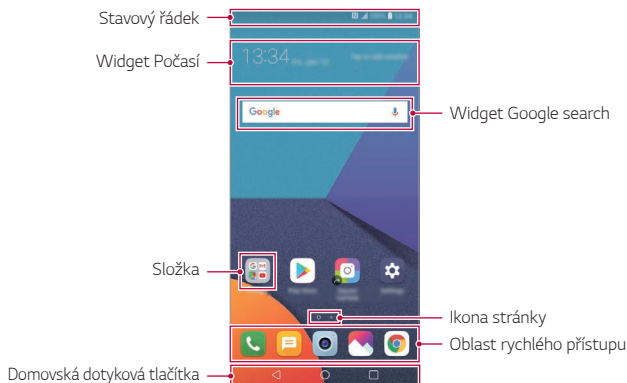 Stavový řádek
Widget Počasí
13:34
Google
Widget Google search
Složka
Ikona stránky
Oblast rychlého přístupu
Domovská dotyková tlačítka